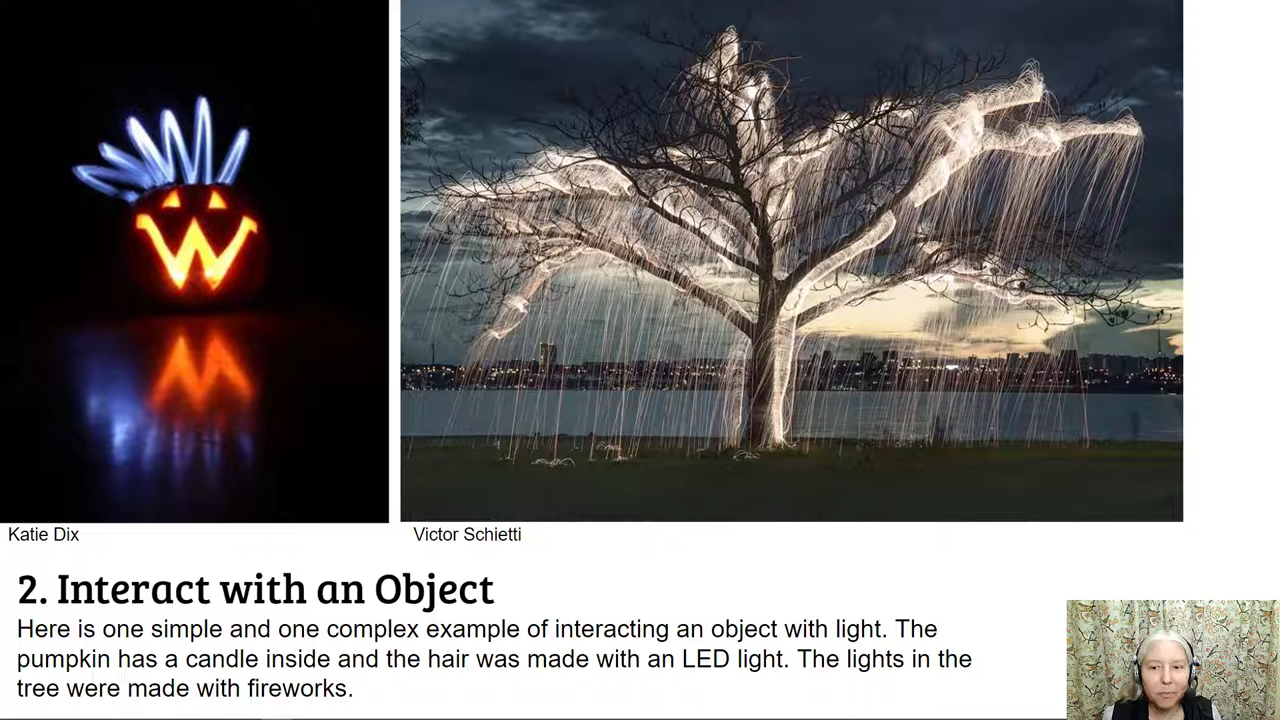 Katie Dix
Victor Schietti
2. Interact with an Object
Here is one simple and one complex example of interacting an object with light. The
pumpkin has a candle inside and the hair was made with an LED light. The lights in the
tree were made with fireworks.